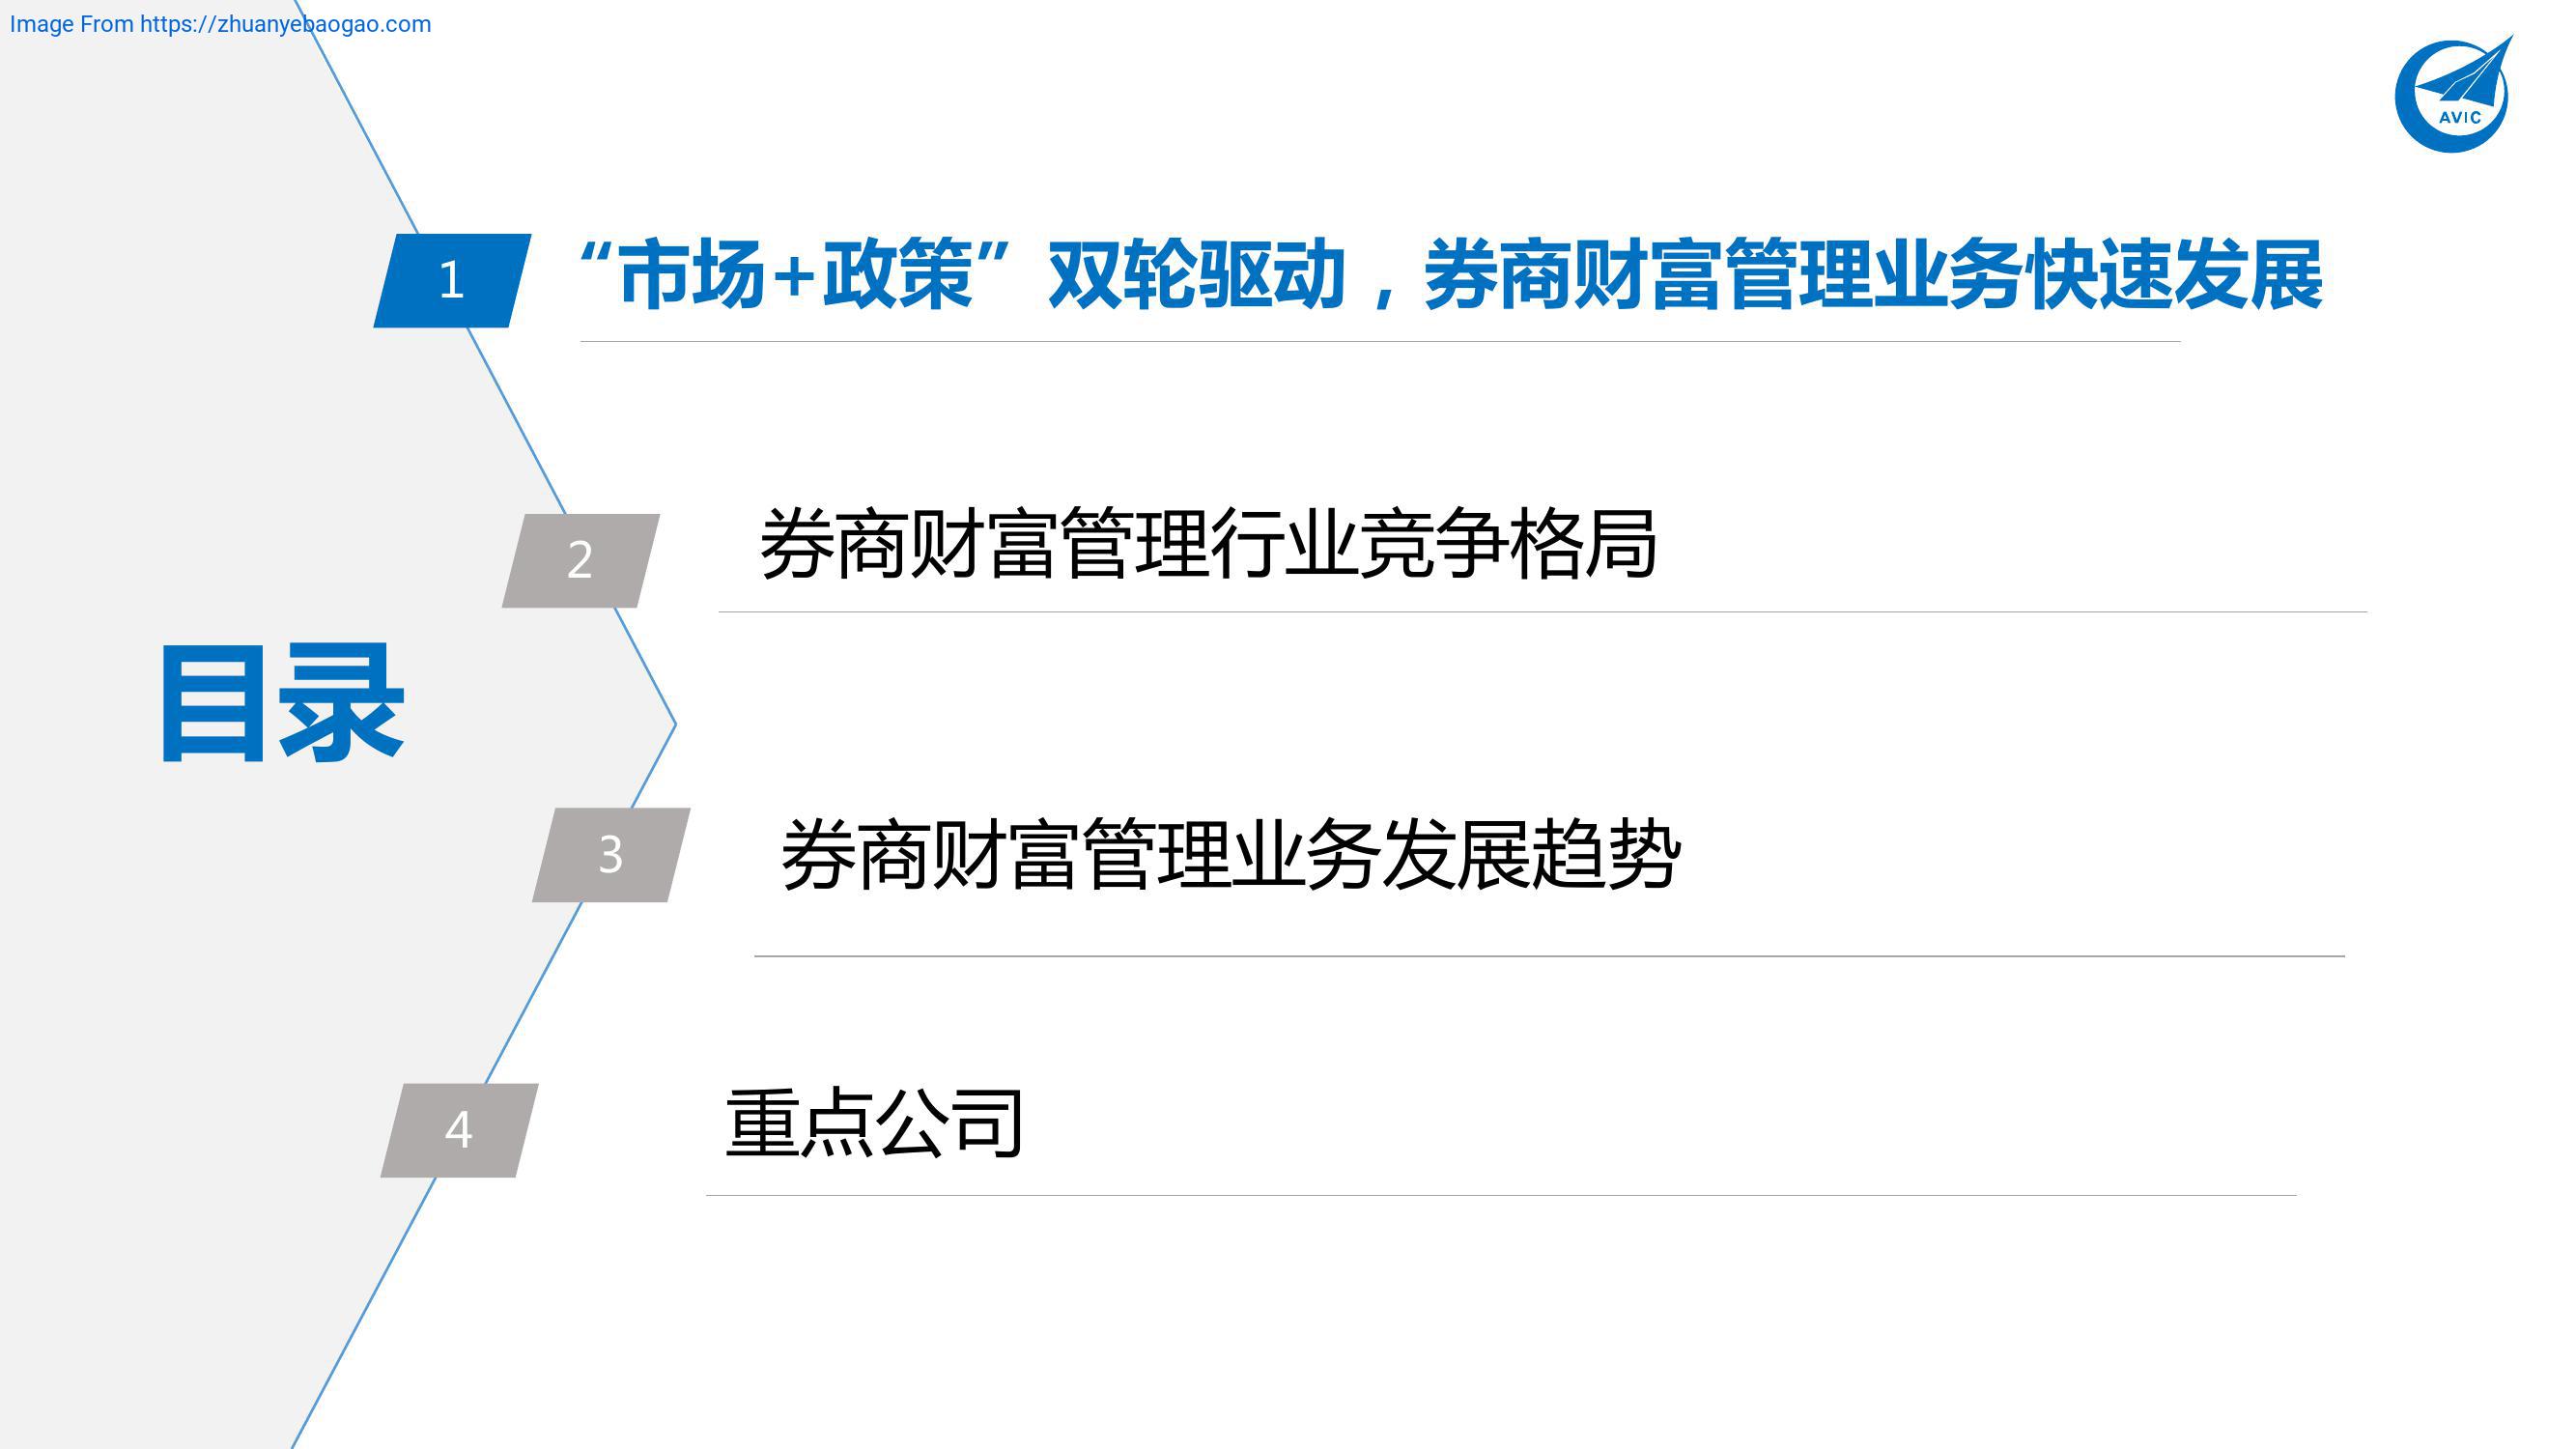 Image From https://zhuanyebaogao.com
AVIC
1
“市场+政策”双轮驱动，券商财富管理业务快速发展
2
券商财富管理行业竞争格局
目录
3
券商财富管理业务发展趋势
4
重点公司